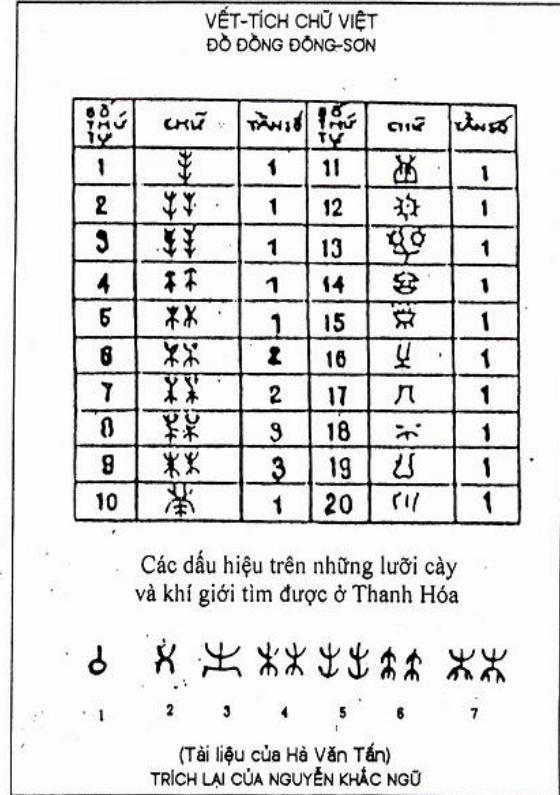 VẾT-TÍCH CHỮ VIỆT
ĐỒ ĐỒNG ĐÔNG-SƠN
SỐ THỨ TỰ CHỮ TẦN SỐ SỐ THỨ TỰ CHỮ TẦN SỐ
1 1 11 1
2 1 12 1
3 1 13 1
4 1 14 1
5 1 15 1
6 2 16 1
7 2 17 1
8 3 18 1
9 3 19 1
10 1 20 1
Các dấu hiệu trên những lưỡi cày
và khí giới tìm được ở Thanh Hóa
1 2 3 4 5 6 7
(Tài liệu của Hà Văn Tấn)
TRÍCH LẠI CỦA NGUYỄN KHẮC NGỮ